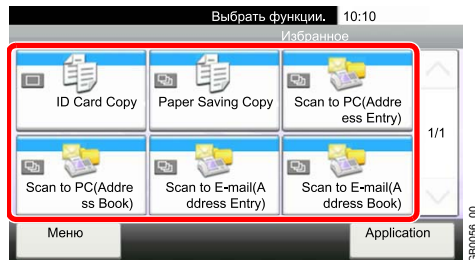 Выбрать функции. 10:10
Избранное
ID Card Copy
Paper Saving Copy
Scan to PC(Addre
ess Entry)
1/1
Scan to PC(Addre
ss Book)
Scan to E-mail(A
ddress Entry)
Scan to E-mail(A
ddress Book)
Меню
Application